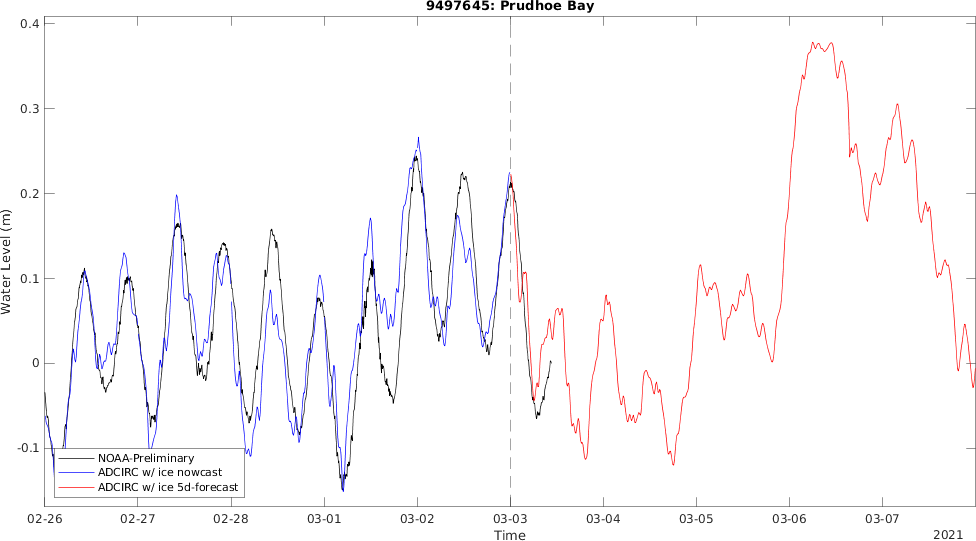 9497645: Prudhoe Bay
0.4
0.3
0.2
0.1
0
-0.1
Water Level (m)
NOAA-Preliminary
ADCIRC w/ ice nowcast
ADCIRC w/ ice 5d-forecast
02-26 02-27 02-28 03-01 03-02 03-03 03-04 03-05 03-06 03-07
Time
2021